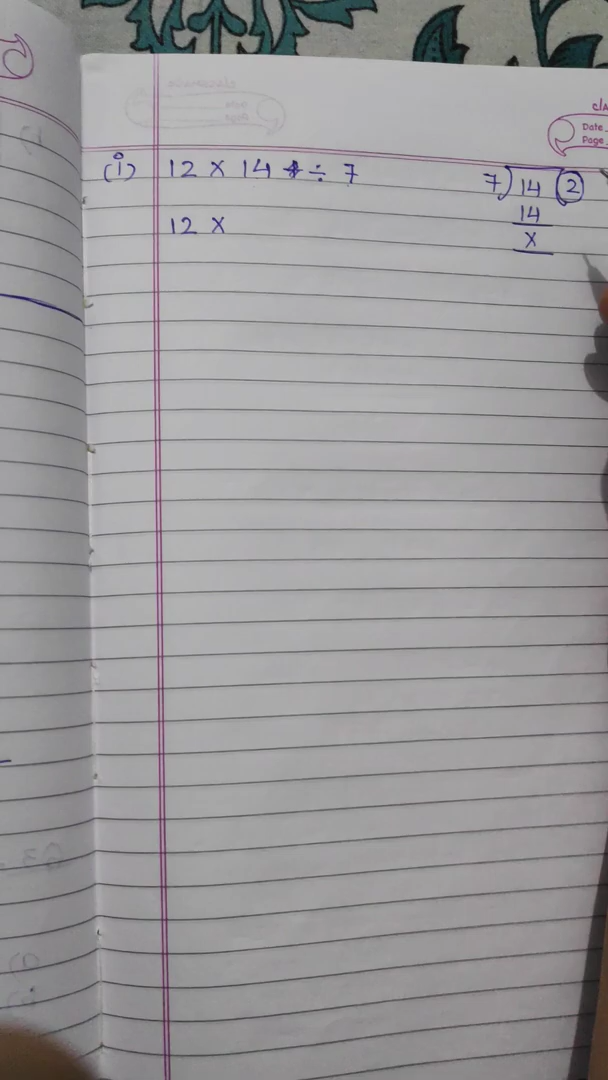 (i) 12 × 14 ÷ 7
12 ×
7) 14 (2
14
×
Date
Page